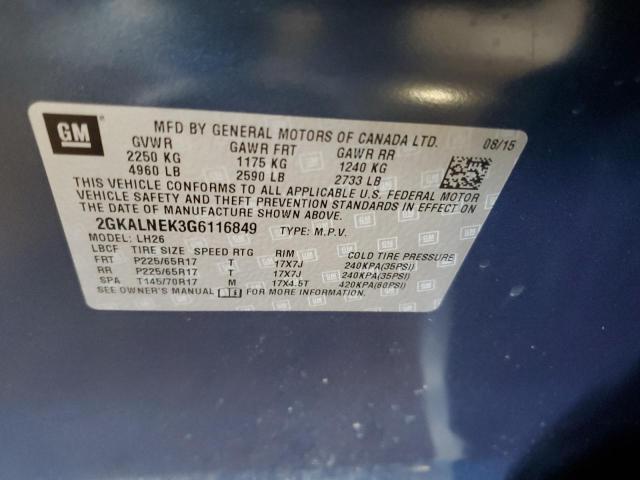 GM
MFD BY GENERAL MOTORS OF CANADA LTD. 08/15
GVWR GAWR FRT GAWR RR
2250 KG 1175 KG 1240 KG
4960 LB 2590 LB 2733 LB
THIS VEHICLE CONFORMS TO ALL APPLICABLE U.S. FEDERAL MOTOR
VEHICLE SAFETY AND THEFT PREVENTION STANDARDS IN EFFECT ON
THE DATE OF MANUFACTURE SHOWN ABOVE.
2GKALNEK3G6116849 TYPE: M.P.V.
MODEL: LH26
LBCF TIRE SIZE SPEED RTG RIM COLD TIRE PRESSURE
FRT P225/65R17 T 17X7J 240KPA(35PSI)
RR P225/65R17 T 17X7J 240KPA(35PSI)
SPA T145/70R17 M 17X4.5T 420KPA(60PSI)
SEE OWNER'S MANUAL FOR MORE INFORMATION.